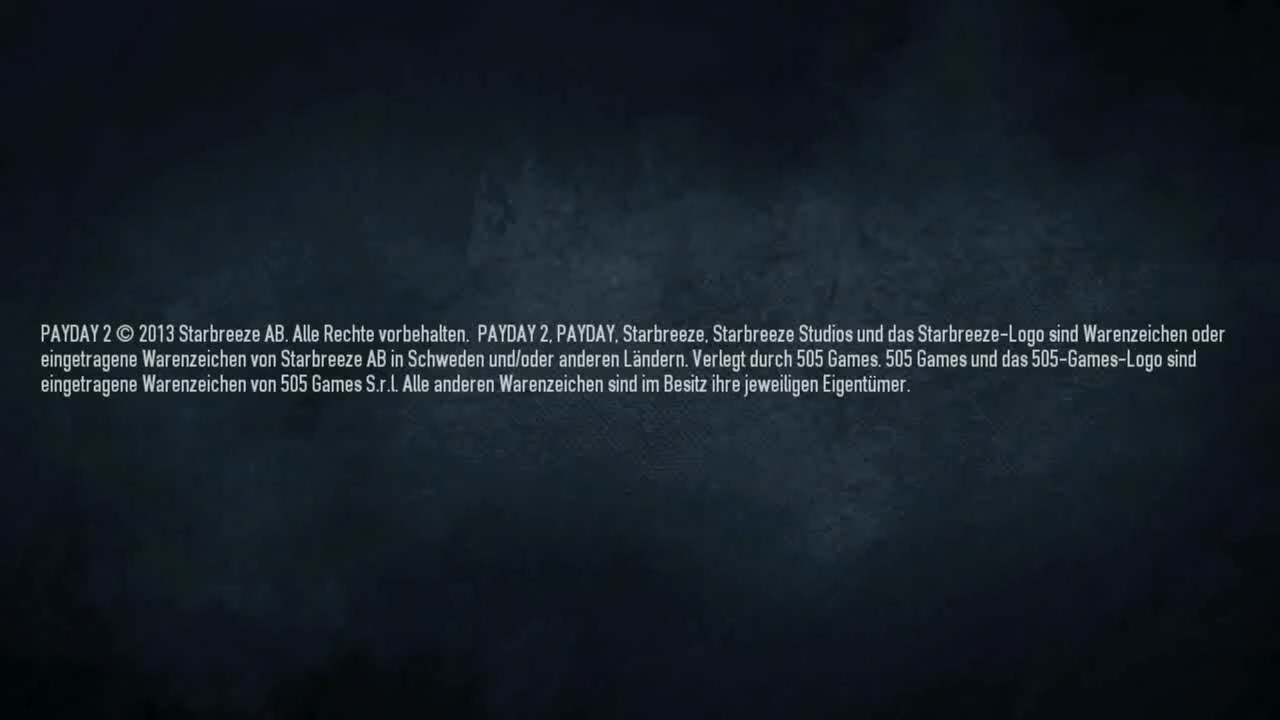 PAYDAY 2 © 2013 Starbreeze AB. Alle Rechte vorbehalten.  PAYDAY 2, PAYDAY, Starbreeze, Starbreeze Studios und das Starbreeze-Logo sind Warenzeichen oder
eingetragene Warenzeichen von Starbreeze AB in Schweden und/oder anderen Ländern. Verlegt durch 505 Games. 505 Games und das 505-Games-Logo sind
eingetragene Warenzeichen von 505 Games S.r.l. Alle anderen Warenzeichen sind im Besitz ihre jeweiligen Eigentümer.